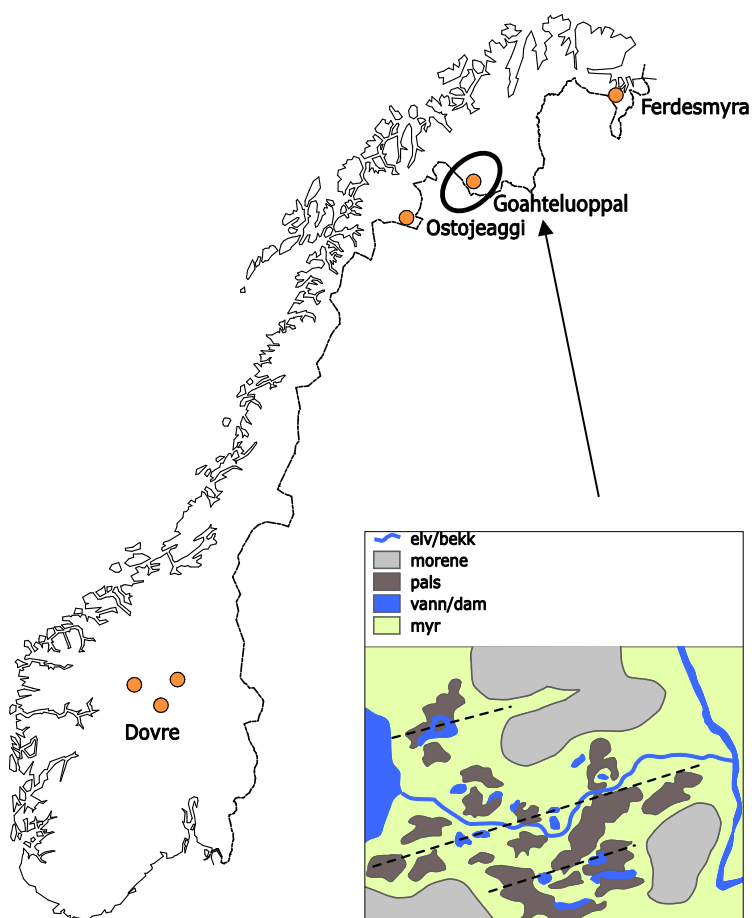 Ferdesmyra
Goahteluoppal
Ostojeaggi
Dovre
elv/bekk
morene
pals
vann/dam
myr